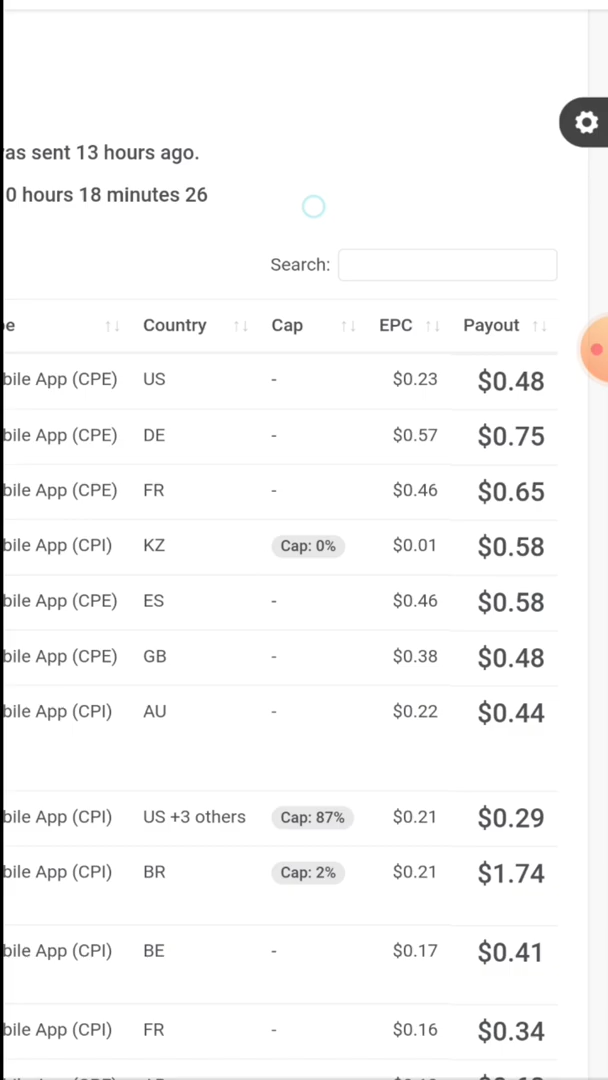 as sent 13 hours ago.
0 hours 18 minutes 26
Search:
Country Cap EPC Payout
bile App (CPE) US - $0.23 $0.48
bile App (CPE) DE - $0.57 $0.75
bile App (CPE) FR - $0.46 $0.65
bile App (CPI) KZ Cap: 0% $0.01 $0.58
bile App (CPE) ES - $0.46 $0.58
bile App (CPE) GB - $0.38 $0.48
bile App (CPI) AU - $0.22 $0.44
bile App (CPI) US +3 others Cap: 87% $0.21 $0.29
bile App (CPI) BR Cap: 2% $0.21 $1.74
bile App (CPI) BE - $0.17 $0.41
bile App (CPI) FR - $0.16 $0.34